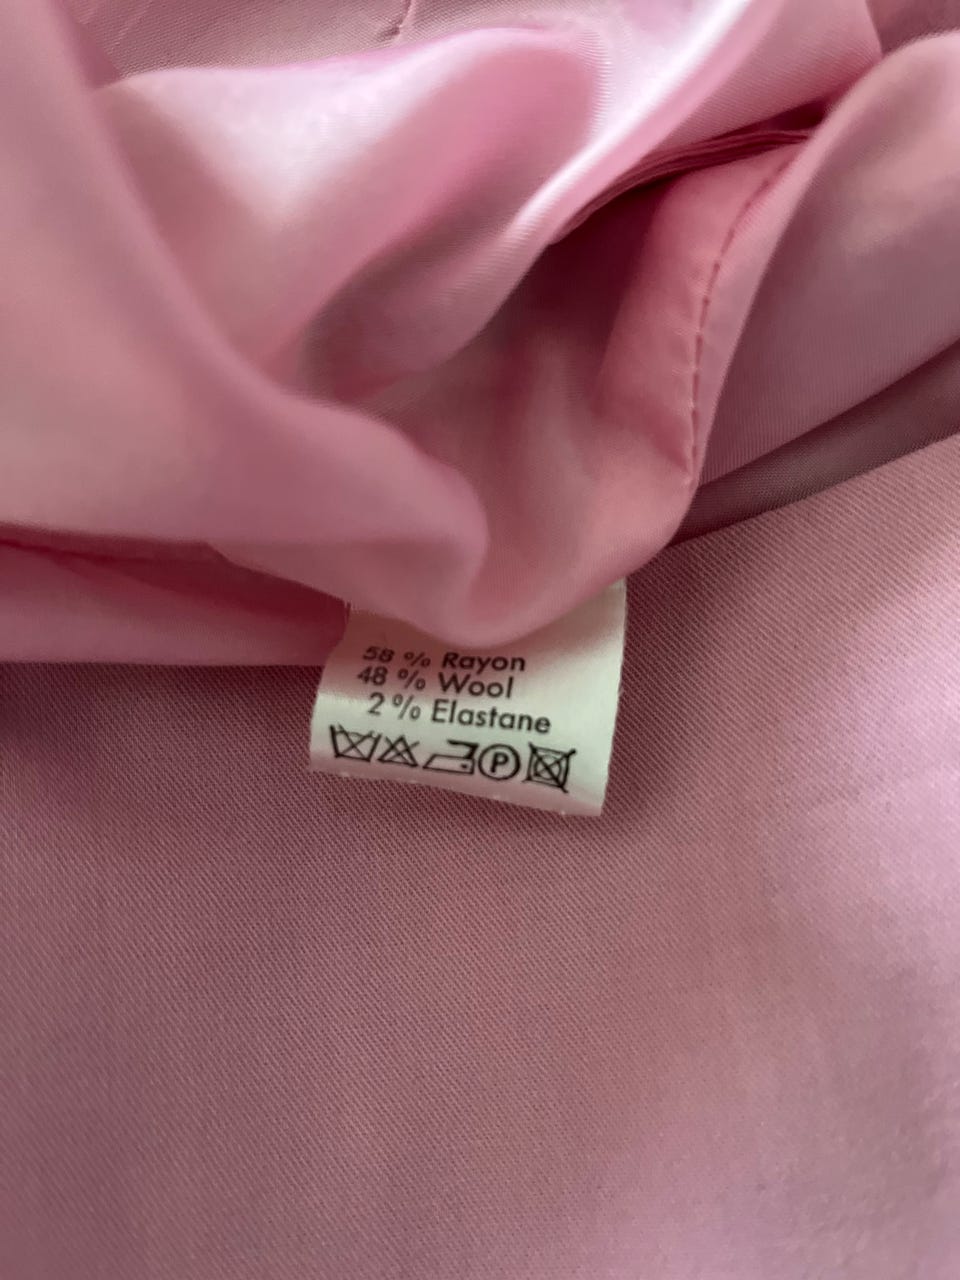 58 % Rayon
48 % Wool
2 % Elastane
P